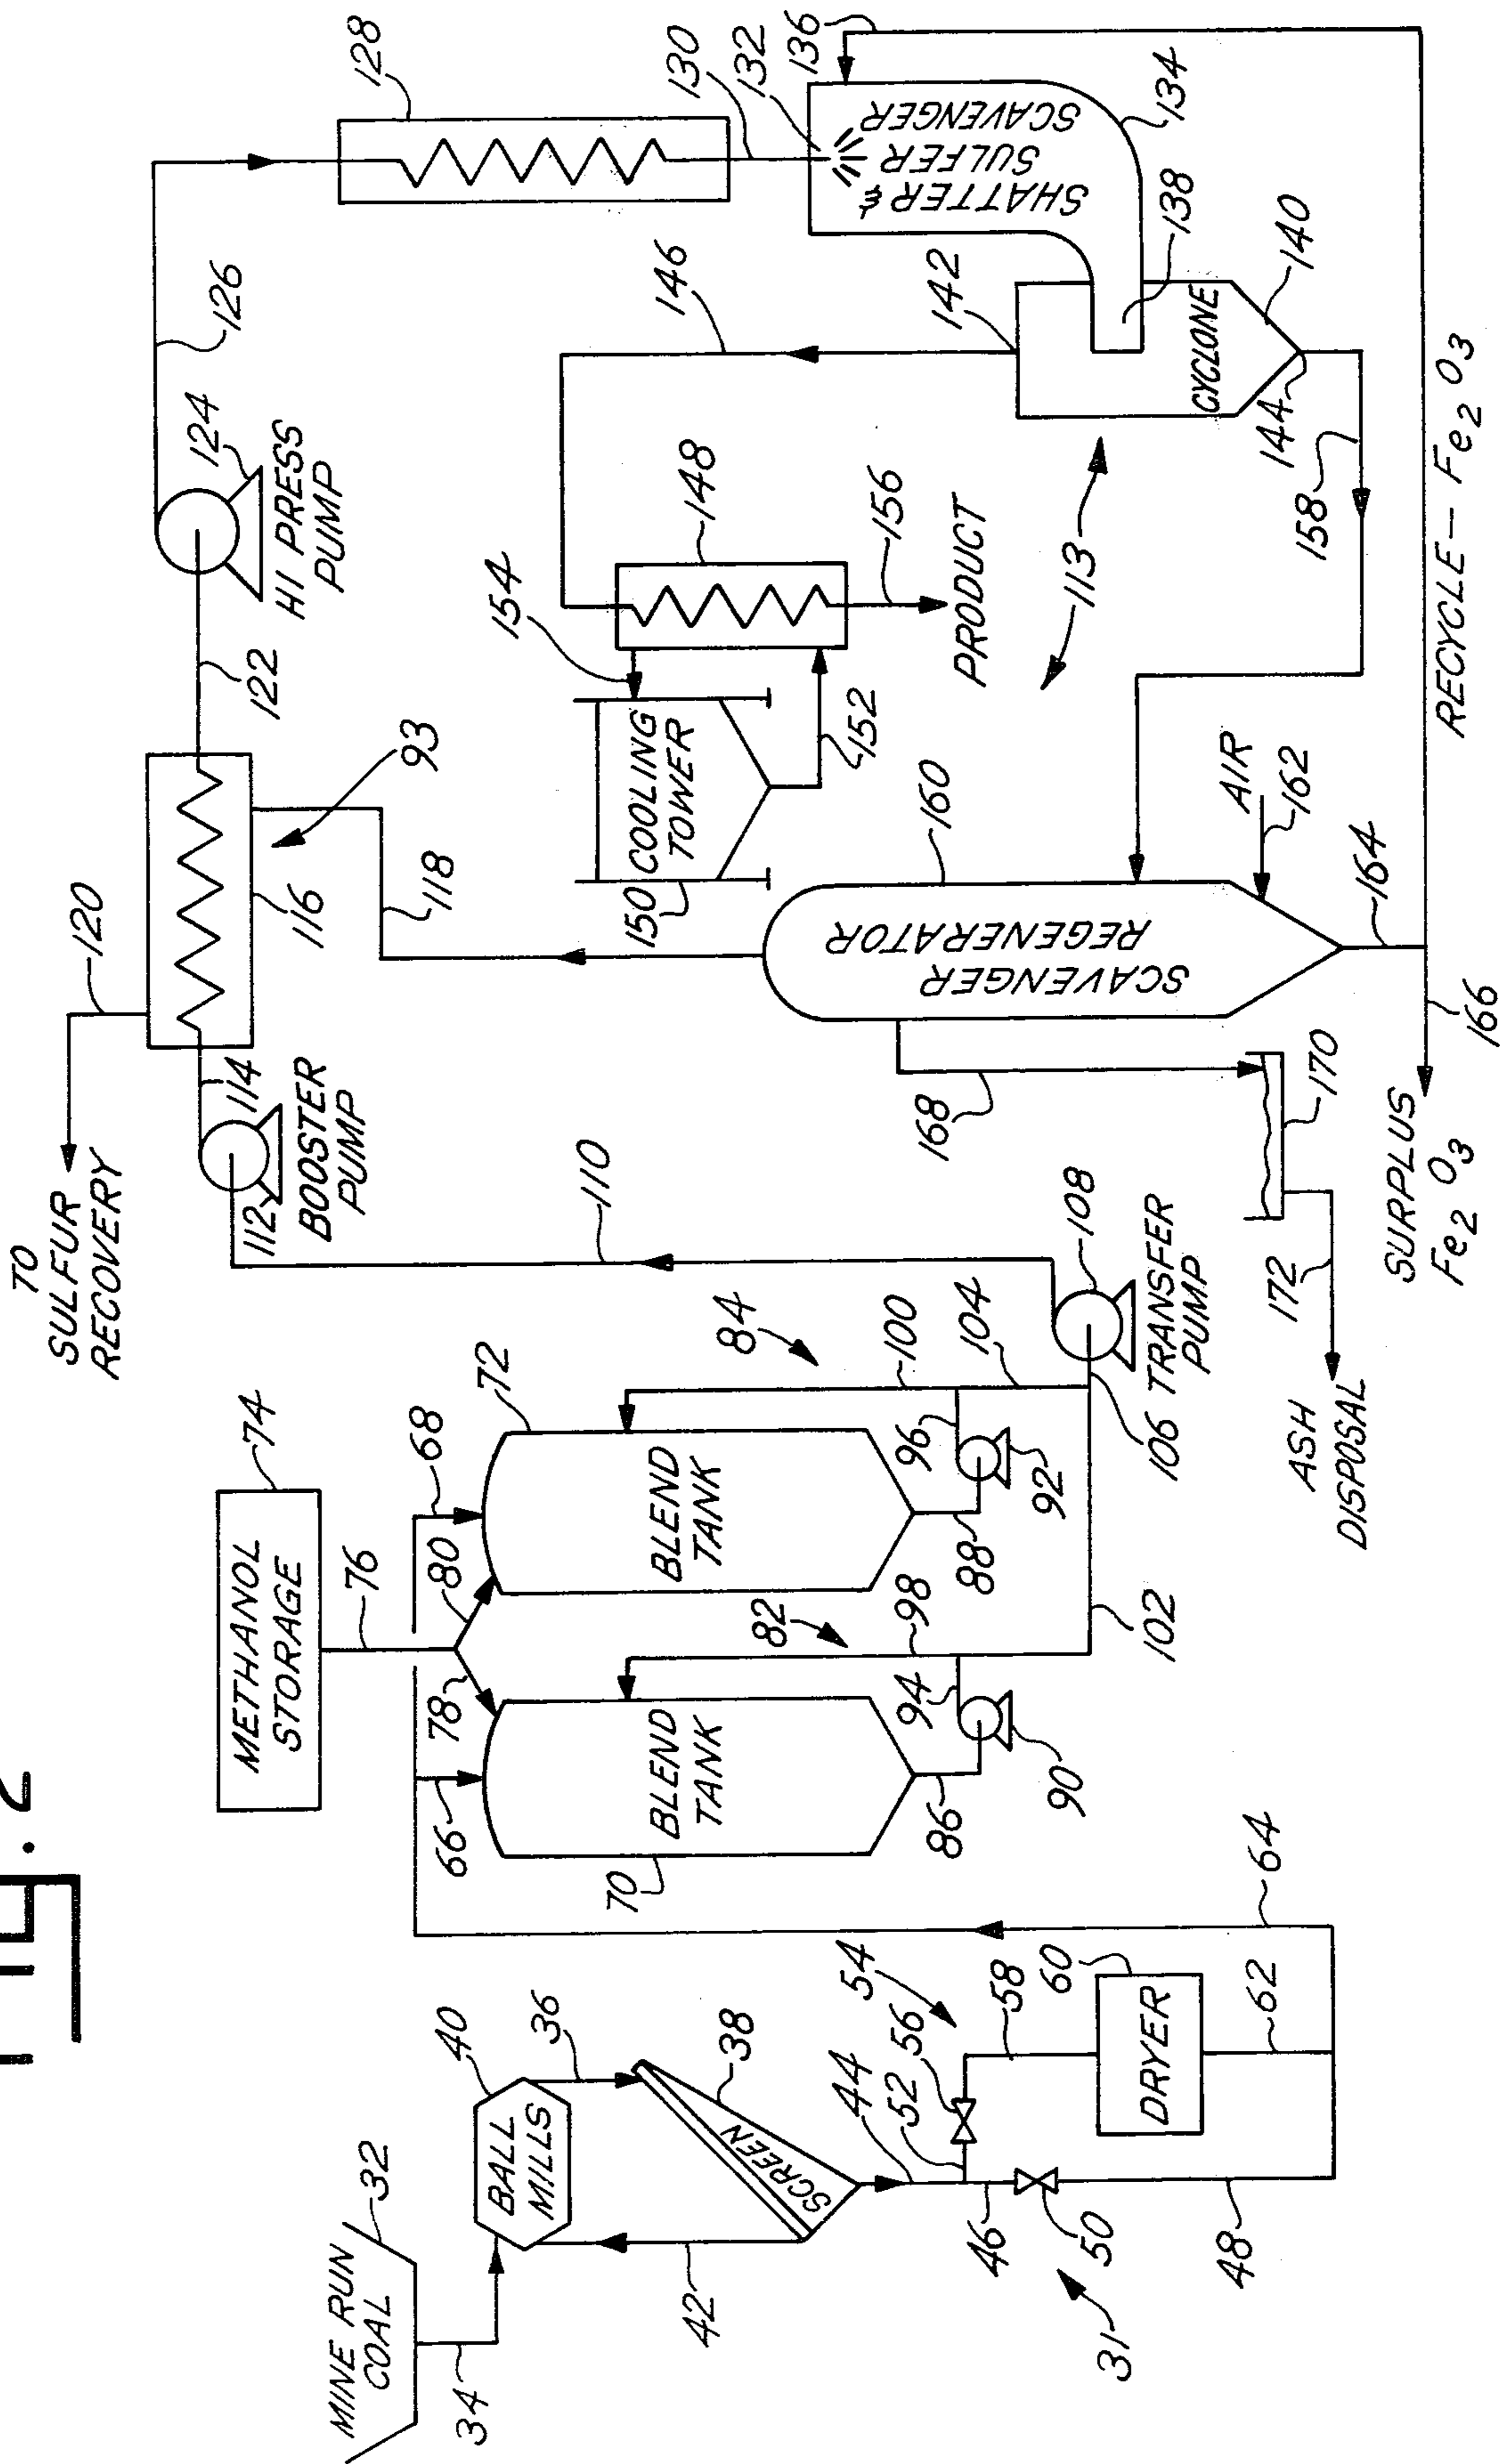 Fig. 2
MINE RUN
COAL
32
34
BALL
MILLS
40
36
SCREEN
38
42
44
52
56
54
58
60
DRYER
62
46
50
48
31
64
METHANOL
STORAGE
74
76
66
78
80
68
BLEND
TANK
70
BLEND
TANK
72
82
84
86
90
94
98
88
92
96
100
104
102
106
TRANSFER
PUMP
108
110
TO
SULFUR
RECOVERY
120
112
114
BOOSTER
PUMP
116
93
118
122
HI PRESS
PUMP
124
126
128
130
132
136
SHATTER &
SULFER
SCAVENGER
134
138
CYCLONE
140
142
144
146
148
154
150
COOLING
TOWER
152
156
PRODUCT
113
158
SCAVENGER
REGENERATOR
160
AIR
162
164
166
168
170
172
ASH
DISPOSAL
SURPLUS
Fe2 O3
RECYCLE-- Fe2 O3